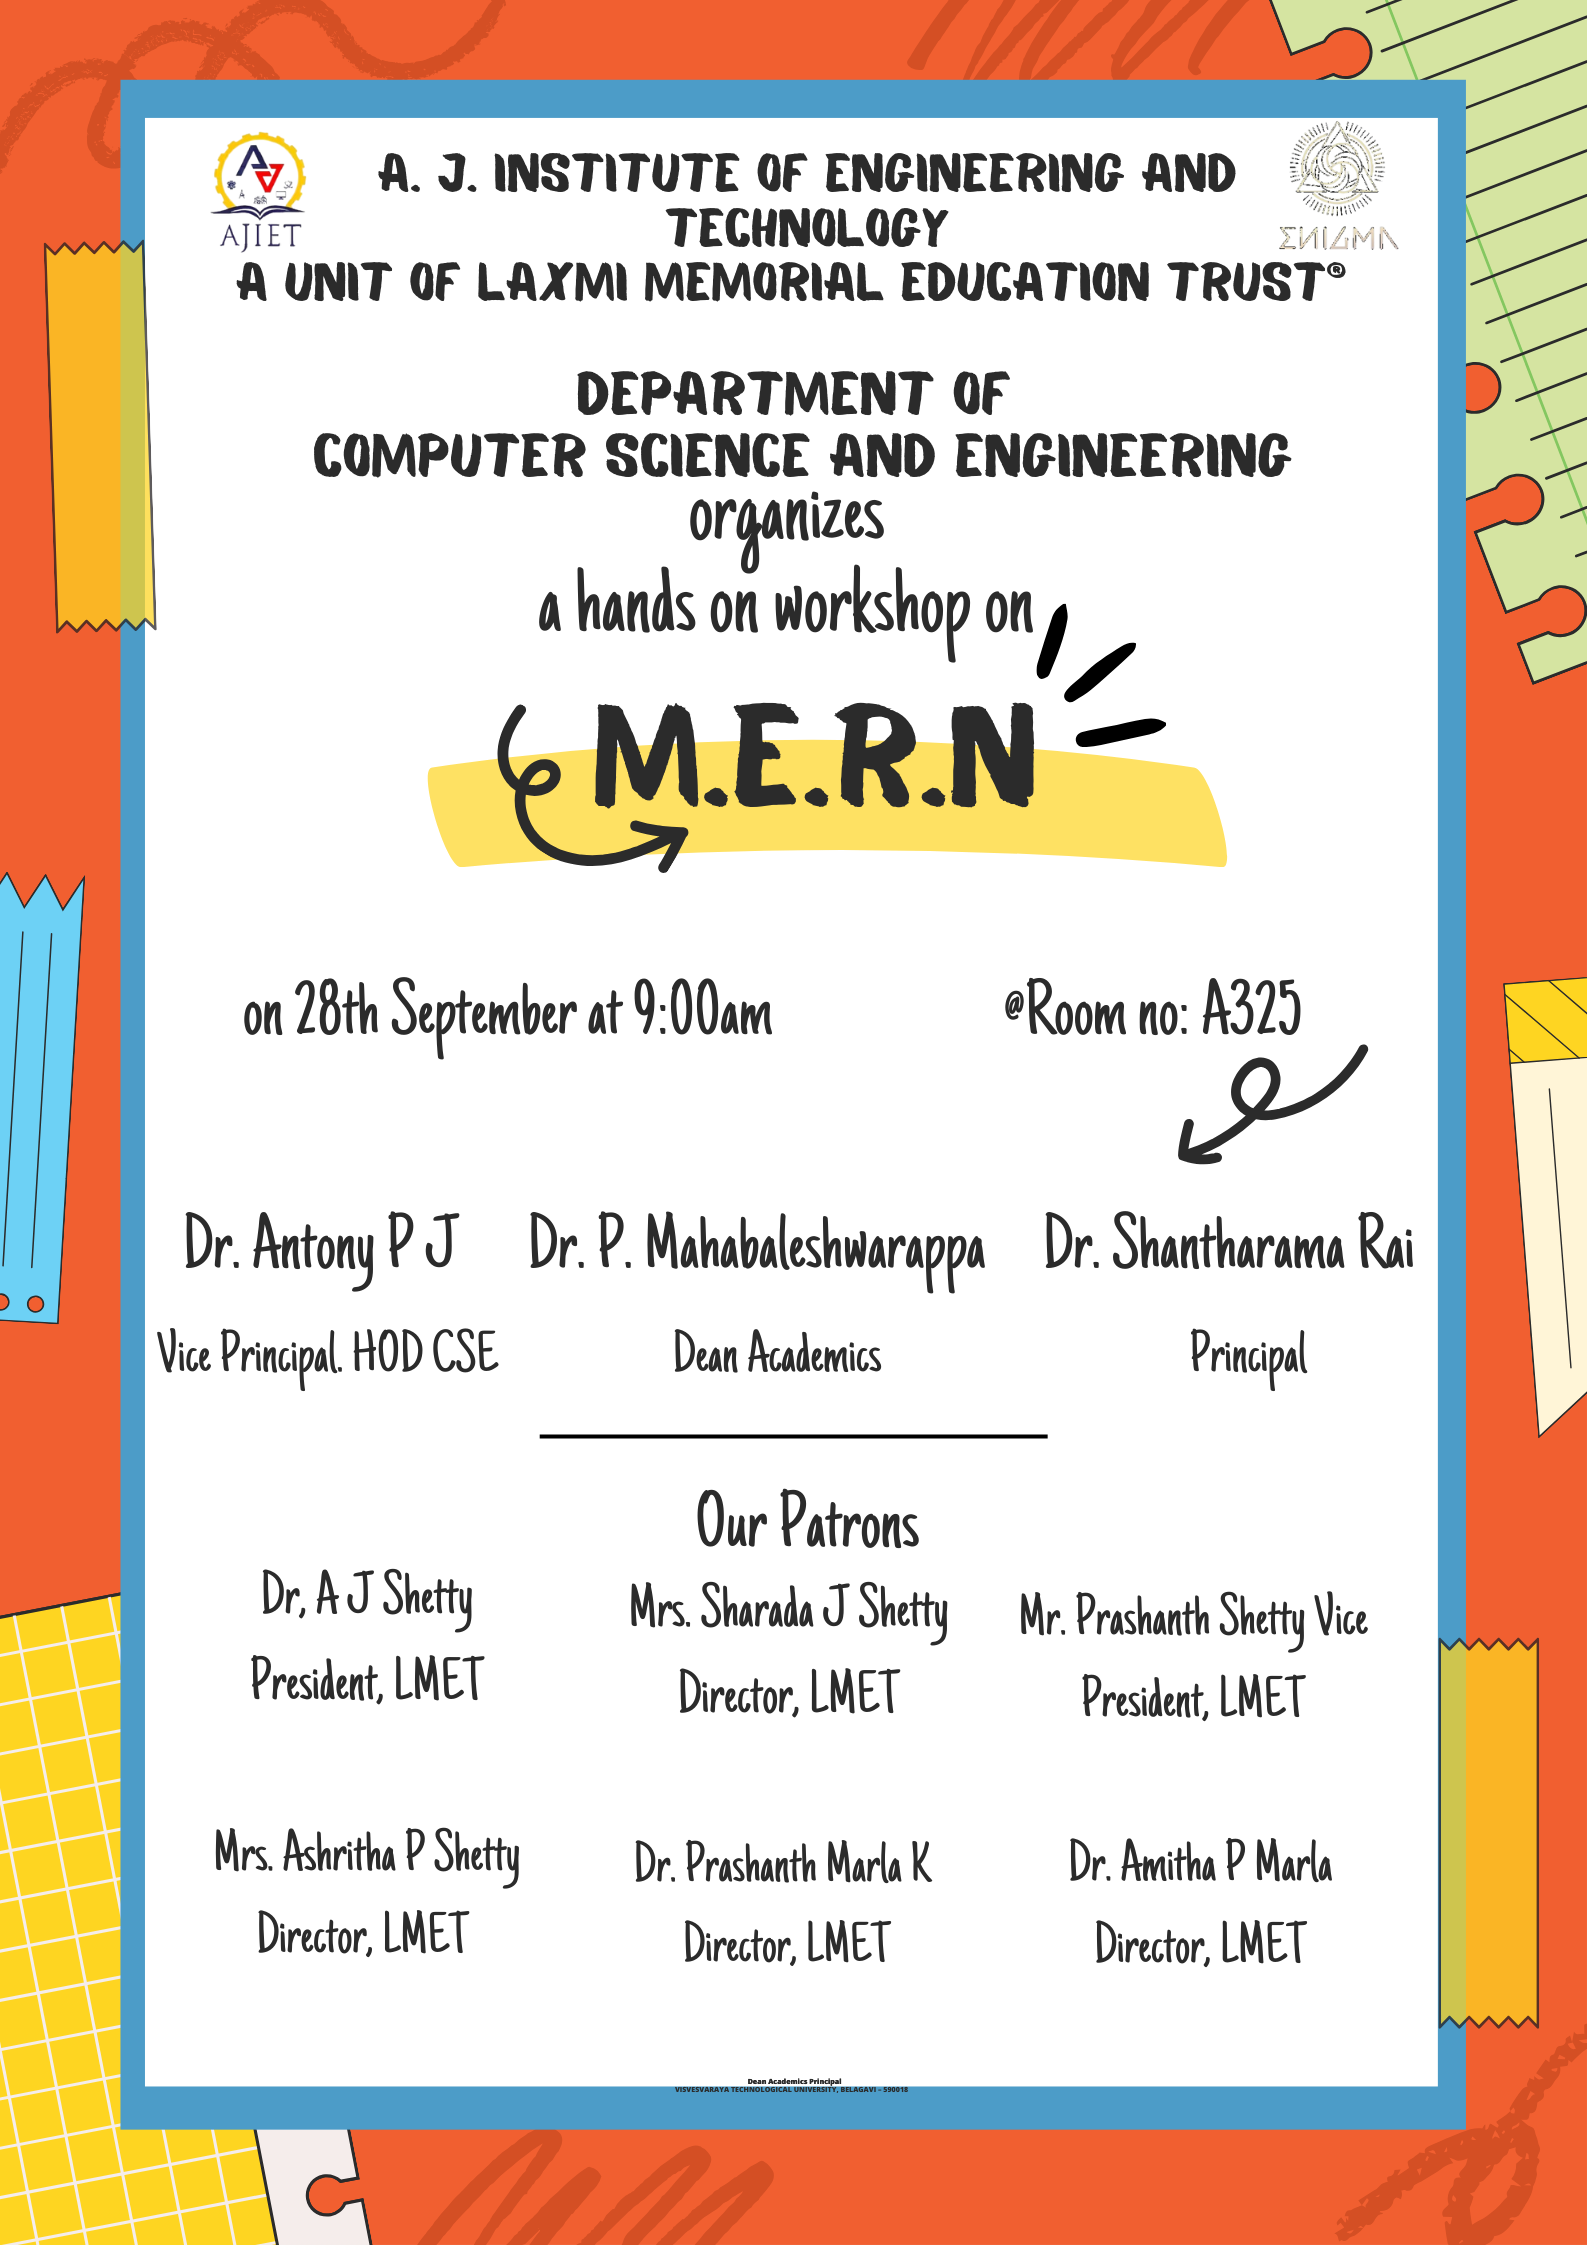 AJIET
ΣNIGMA
A. J. INSTITUTE OF ENGINEERING AND
TECHNOLOGY
A UNIT OF LAXMI MEMORIAL EDUCATION TRUST®
DEPARTMENT OF
COMPUTER SCIENCE AND ENGINEERING
organizes
a hands on workshop on
M.E.R.N
on 28th September at 9:00am
@Room no: A325
Dr. Antony P J
Dr. P. Mahabaleshwarappa
Dr. Shantharama Rai
Vice Principal. HOD CSE
Dean Academics
Principal
Our Patrons
Dr, A J Shetty
Mrs. Sharada J Shetty
Mr. Prashanth Shetty Vice
President, LMET
Director, LMET
President, LMET
Mrs. Ashritha P Shetty
Dr. Prashanth Marla K
Dr. Amitha P Marla
Director, LMET
Director, LMET
Director, LMET
Dean Academics Principal
VISVESVARAYA TECHNOLOGICAL UNIVERSITY, BELAGAVI - 590018